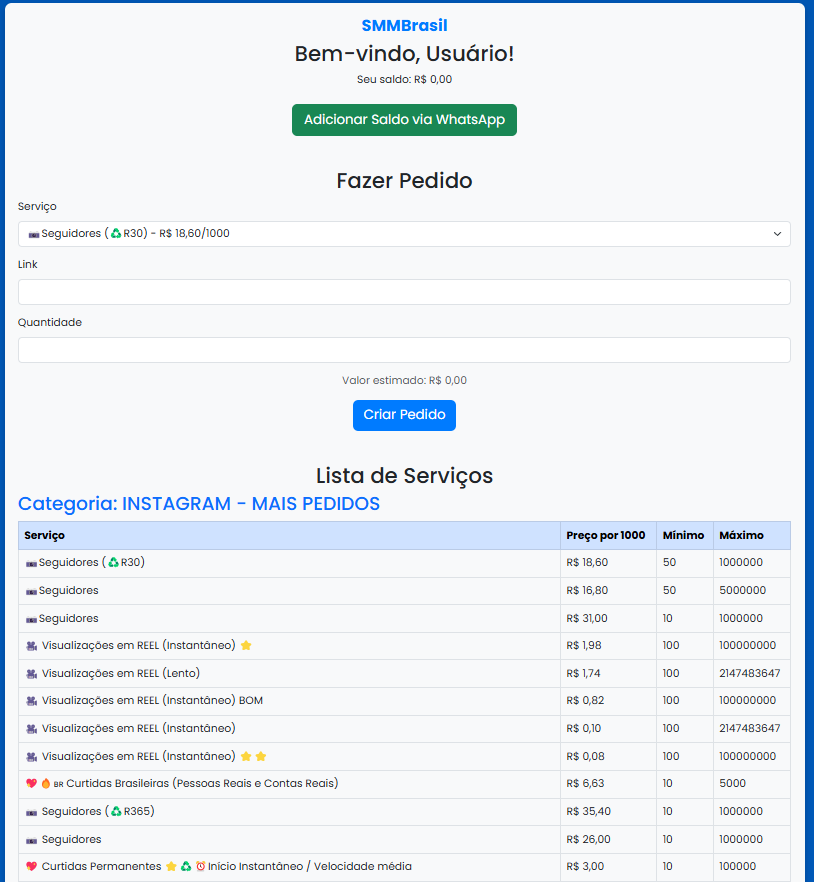 SMMBrasil
Bem-vindo, Usuário!
Seu saldo: R$ 0,00
Adicionar Saldo via WhatsApp
Fazer Pedido
Serviço
📷Seguidores (♻️R30) - R$ 18,60/1000
Link
Quantidade
Valor estimado: R$ 0,00
Criar Pedido
Lista de Serviços
Categoria: INSTAGRAM - MAIS PEDIDOS
Serviço Preço por 1000 Mínimo Máximo
📷Seguidores (♻️R30) R$ 18,60 50 1000000
📷Seguidores R$ 16,80 50 5000000
📷Seguidores R$ 31,00 10 1000000
🎥 Visualizações em REEL (Instantâneo) ⭐ R$ 1,98 100 100000000
🎥 Visualizações em REEL (Lento) R$ 1,74 100 2147483647
🎥 Visualizações em REEL (Instantâneo) BOM R$ 0,82 100 100000000
🎥 Visualizações em REEL (Instantâneo) R$ 0,10 100 2147483647
🎥 Visualizações em REEL (Instantâneo) ⭐ ⭐ R$ 0,08 100 100000000
💖 🔥 BR Curtidas Brasileiras (Pessoas Reais e Contas Reais) R$ 6,63 10 5000
📷 Seguidores (♻️R365) R$ 35,40 10 1000000
📷 Seguidores R$ 26,00 10 1000000
💖 Curtidas Permanentes ⭐ ♻️ ⏰Início Instantâneo / Velocidade média R$ 3,00 10 100000